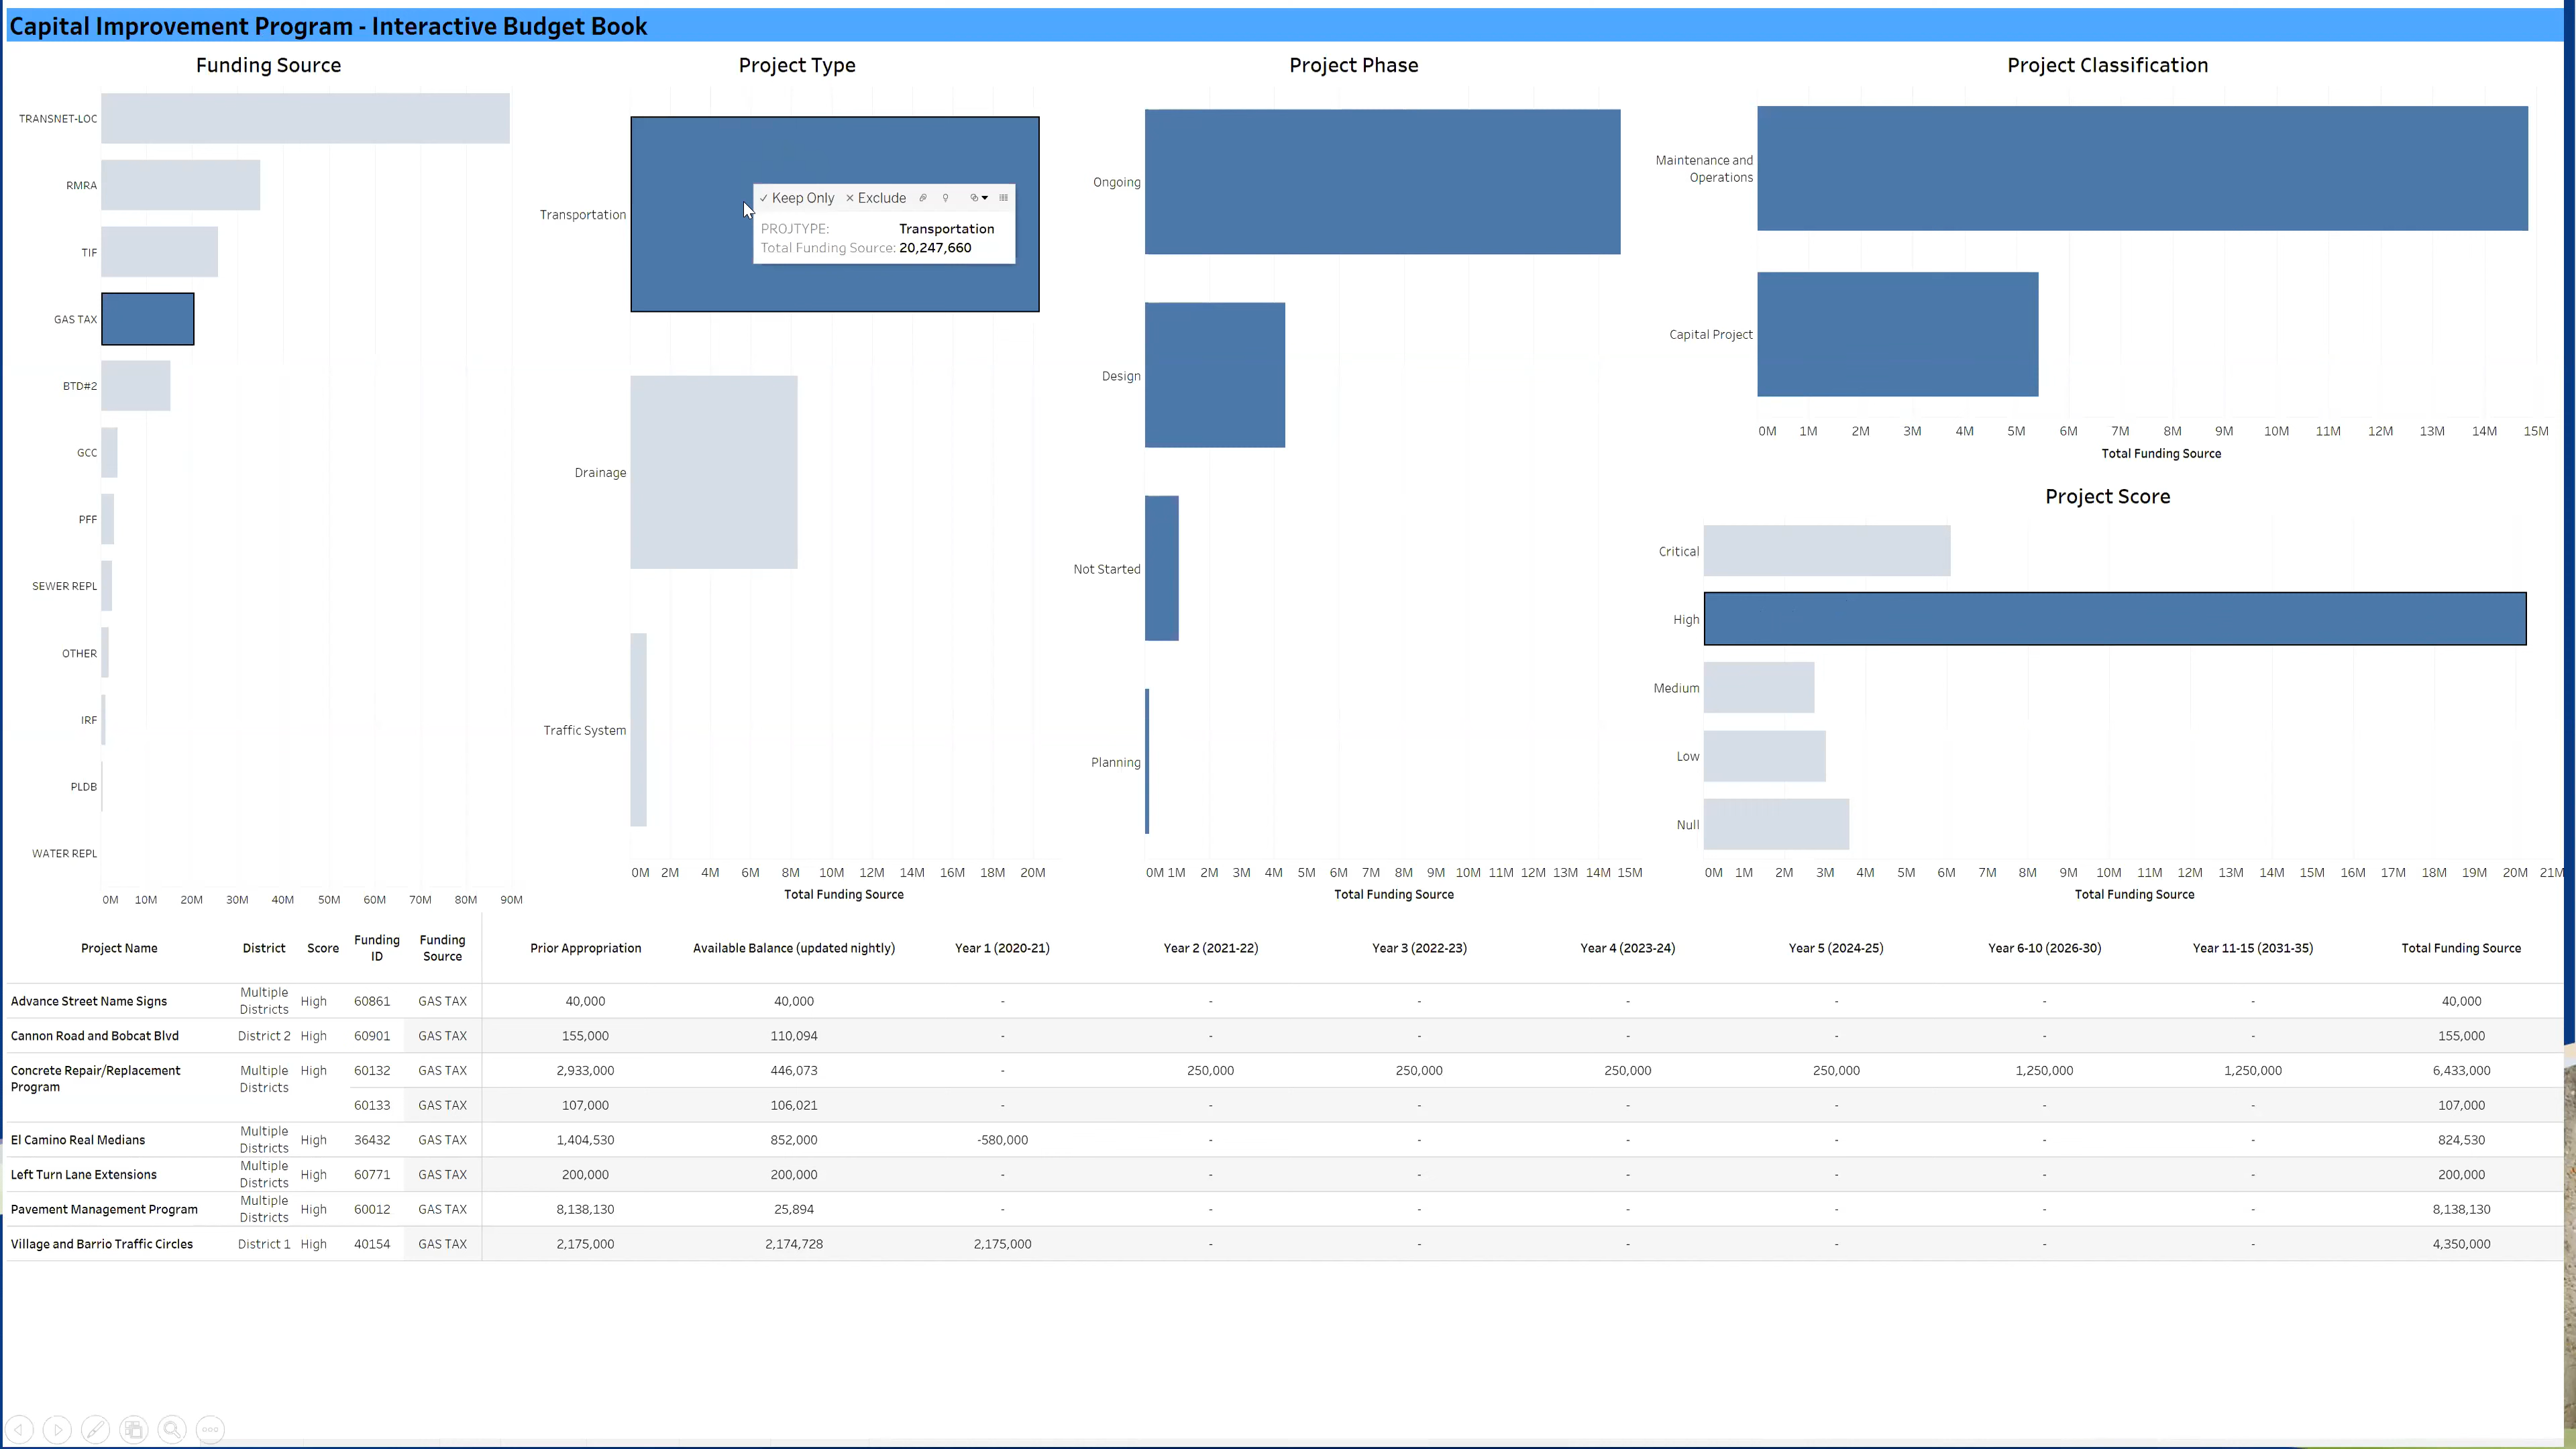 Capital Improvement Program - Interactive Budget Book
Funding Source
TRANSNET-LOC
RMRA
TIF
GAS TAX
BTD#2
GCC
PFF
SEWER REPL
OTHER
IRF
PLDB
WATER REPL
0M 10M 20M 30M 40M 50M 60M 70M 80M 90M
Project Type
Transportation
Drainage
Traffic System
✓ Keep Only × Exclude
PROJTYPE: Transportation
Total Funding Source: 20,247,660
0M 2M 4M 6M 8M 10M 12M 14M 16M 18M 20M
Total Funding Source
Project Phase
Ongoing
Design
Not Started
Planning
0M 1M 2M 3M 4M 5M 6M 7M 8M 9M 10M 11M 12M 13M 14M 15M
Total Funding Source
Project Classification
Maintenance and
Operations
Capital Project
0M 1M 2M 3M 4M 5M 6M 7M 8M 9M 10M 11M 12M 13M 14M 15M
Total Funding Source
Project Score
Critical
High
Medium
Low
Null
0M 1M 2M 3M 4M 5M 6M 7M 8M 9M 10M 11M 12M 13M 14M 15M 16M 17M 18M 19M 20M 21M
Total Funding Source
Project Name District Score Funding ID Funding Source Prior Appropriation Available Balance (updated nightly) Year 1 (2020-21) Year 2 (2021-22) Year 3 (2022-23) Year 4 (2023-24) Year 5 (2024-25) Year 6-10 (2026-30) Year 11-15 (2031-35) Total Funding Source
Advance Street Name Signs Multiple Districts High 60861 GAS TAX 40,000 40,000 - - - - - - - 40,000
Cannon Road and Bobcat Blvd District 2 High 60901 GAS TAX 155,000 110,094 - - - - - - - 155,000
Concrete Repair/Replacement Program Multiple Districts High 60132 GAS TAX 2,933,000 446,073 - 250,000 250,000 250,000 250,000 1,250,000 1,250,000 6,433,000
60133 GAS TAX 107,000 106,021 - - - - - - - 107,000
El Camino Real Medians Multiple Districts High 36432 GAS TAX 1,404,530 852,000 -580,000 - - - - - - 824,530
Left Turn Lane Extensions Multiple Districts High 60771 GAS TAX 200,000 200,000 - - - - - - - 200,000
Pavement Management Program Multiple Districts High 60012 GAS TAX 8,138,130 25,894 - - - - - - - 8,138,130
Village and Barrio Traffic Circles District 1 High 40154 GAS TAX 2,175,000 2,174,728 2,175,000 - - - - - - 4,350,000